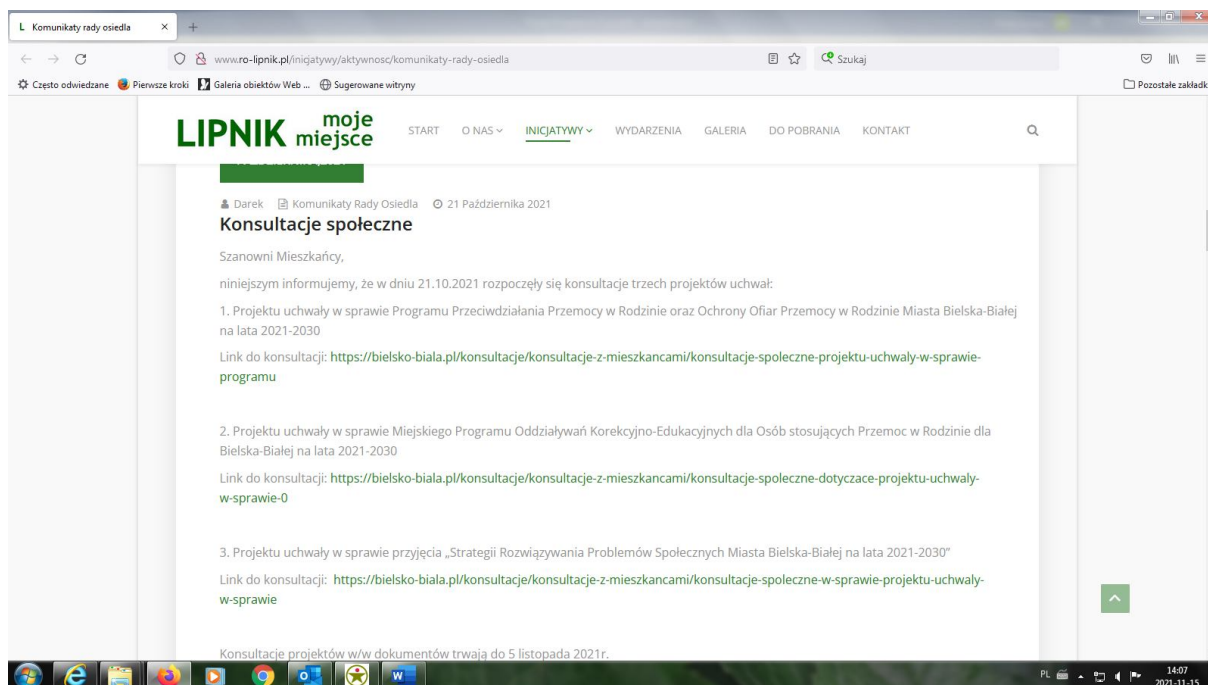 Komunikaty rady osiedla
www.ro-lipnik.pl/inicjatywy/aktywnosc/komunikaty-rady-osiedla
Szukaj
Często odwiedzane Pierwsze kroki Galeria obiektów Web ... Sugerowane witryny Pozostałe zakładk
LIPNIK moje miejsce
START O NAS INICJATYWY WYDARZENIA GALERIA DO POBRANIA KONTAKT
Darek Komunikaty Rady Osiedla 21 Października 2021
Konsultacje społeczne
Szanowni Mieszkańcy,
niniejszym informujemy, że w dniu 21.10.2021 rozpoczęły się konsultacje trzech projektów uchwał:
1. Projektu uchwały w sprawie Programu Przeciwdziałania Przemocy w Rodzinie oraz Ochrony Ofiar Przemocy w Rodzinie Miasta Bielska-Białej
na lata 2021-2030
Link do konsultacji: https://bielsko-biala.pl/konsultacje/konsultacje-z-mieszkancami/konsultacje-spoleczne-projektu-uchwaly-w-sprawie-
programu
2. Projektu uchwały w sprawie Miejskiego Programu Oddziaływań Korekcyjno-Edukacyjnych dla Osób stosujących Przemoc w Rodzinie dla
Bielska-Białej na lata 2021-2030
Link do konsultacji: https://bielsko-biala.pl/konsultacje/konsultacje-z-mieszkancami/konsultacje-spoleczne-dotyczace-projektu-uchwaly-
w-sprawie-0
3. Projektu uchwały w sprawie przyjęcia „Strategii Rozwiązywania Problemów Społecznych Miasta Bielska-Białej na lata 2021-2030”
Link do konsultacji: https://bielsko-biala.pl/konsultacje/konsultacje-z-mieszkancami/konsultacje-spoleczne-w-sprawie-projektu-uchwaly-
w-sprawie
Konsultacje projektów w/w dokumentów trwają do 5 listopada 2021r.
PL 14:07
2021-11-15